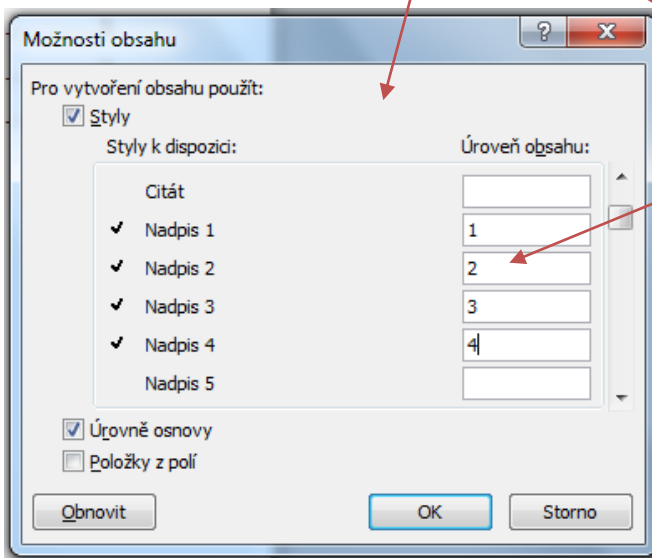 Možnosti obsahu
Pro vytvoření obsahu použít:
Styly
Styly k dispozici: Úroveň obsahu:
Citát
Nadpis 1 1
Nadpis 2 2
Nadpis 3 3
Nadpis 4 4
Nadpis 5
Úrovně osnovy
Položky z polí
Obnovit OK Storno